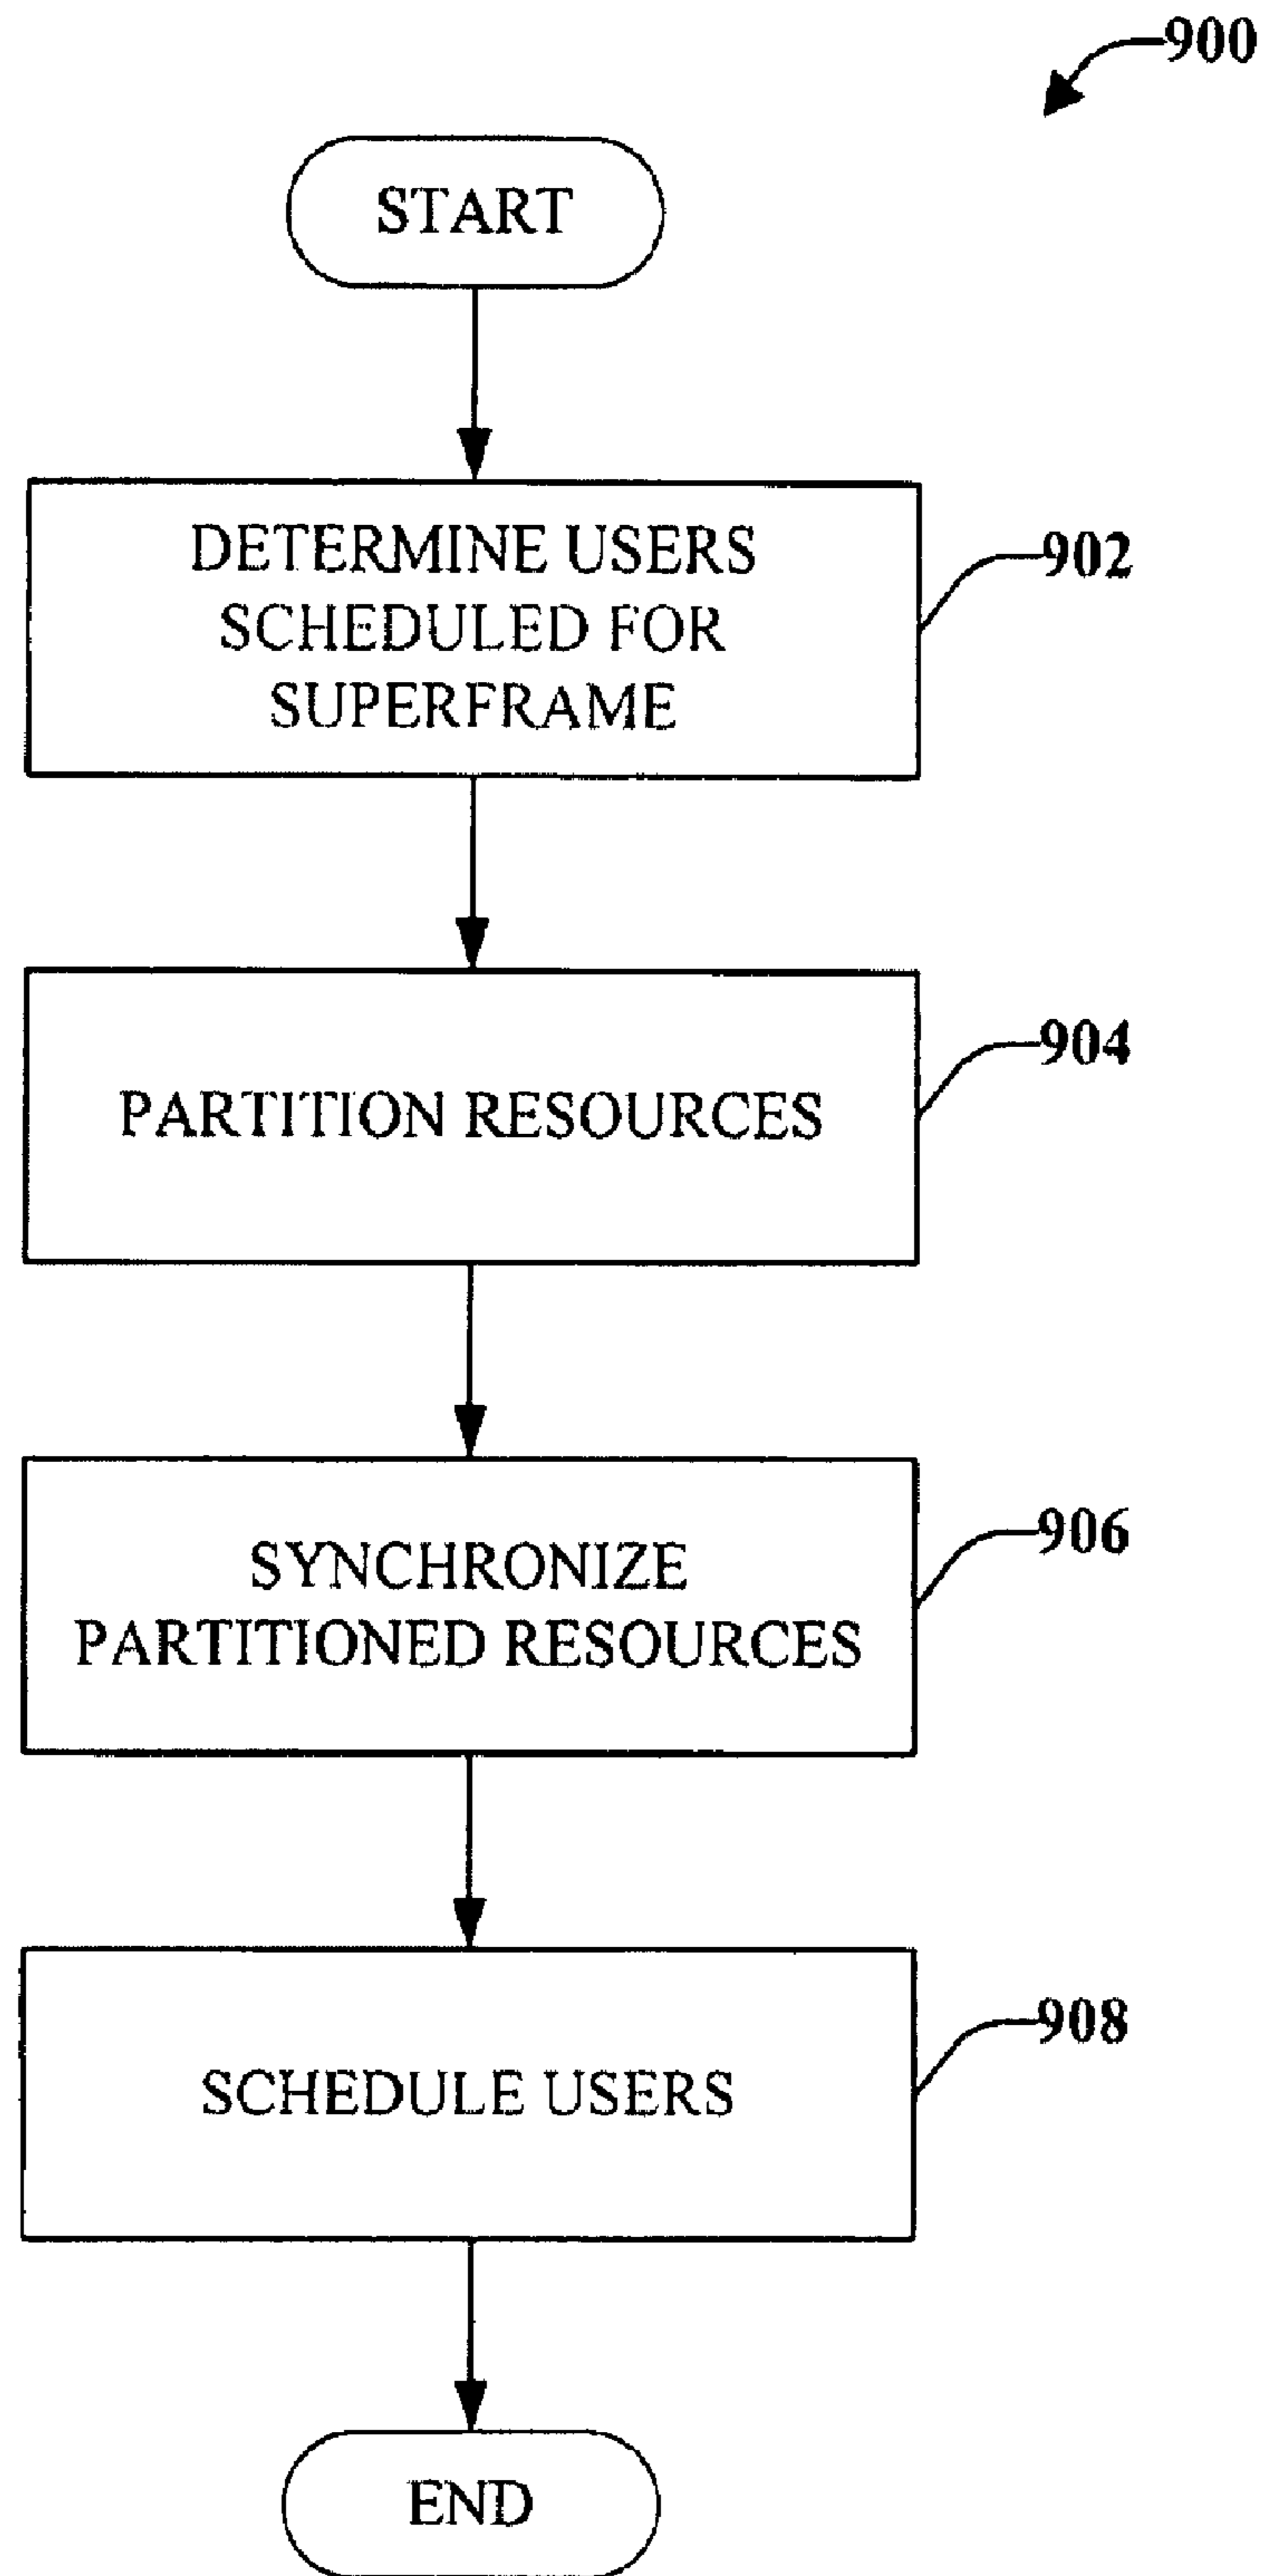 900
START
DETERMINE USERS
SCHEDULED FOR
SUPERFRAME
902
PARTITION RESOURCES
904
SYNCHRONIZE
PARTITIONED RESOURCES
906
SCHEDULE USERS
908
END